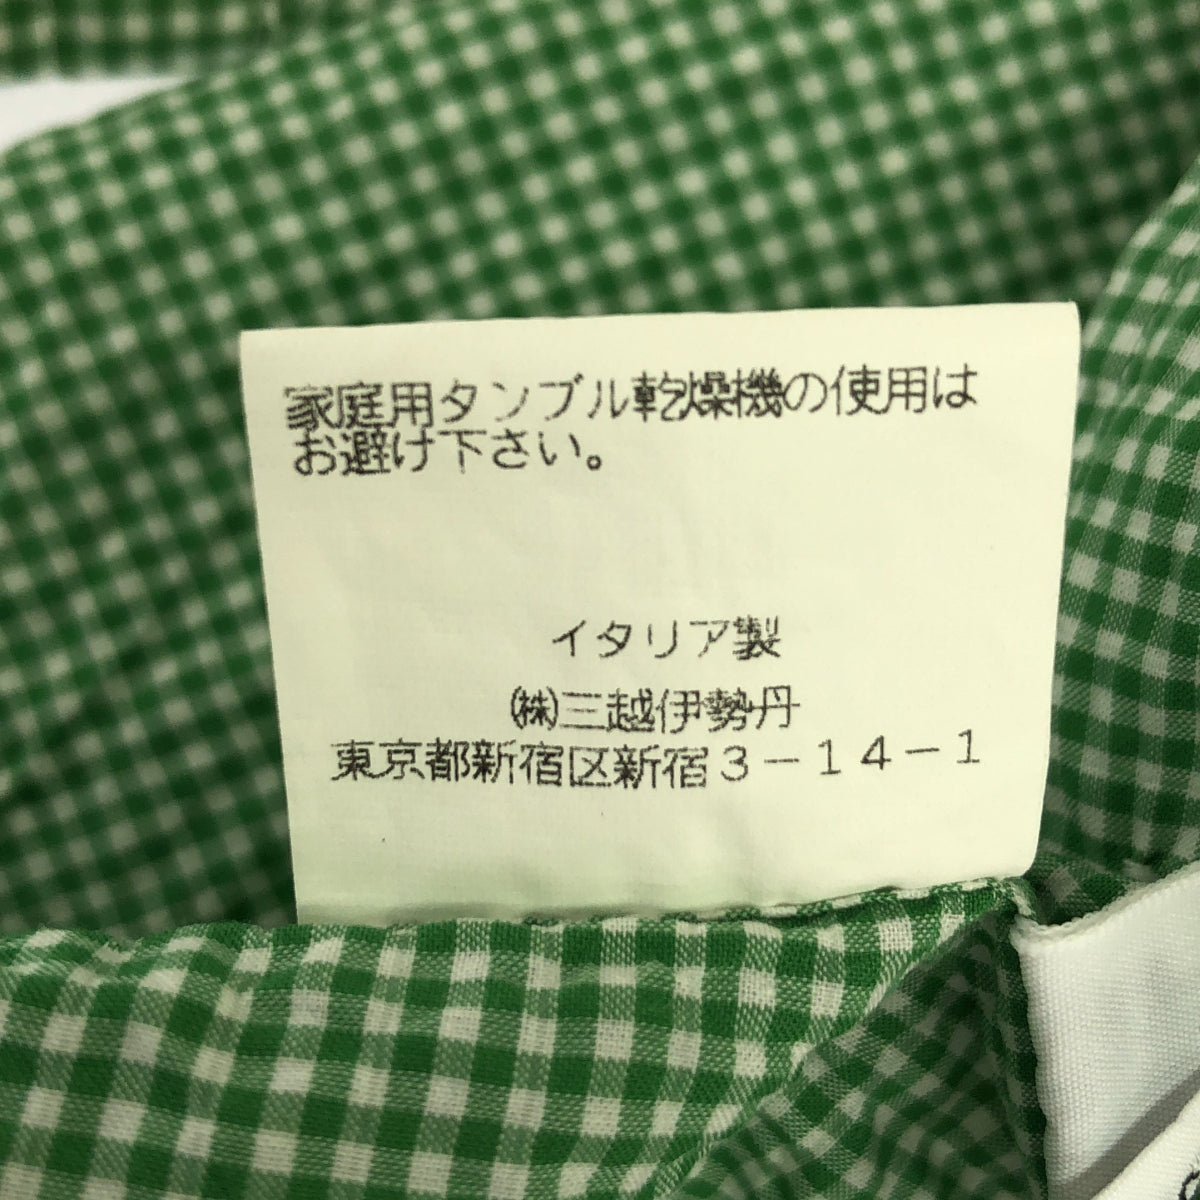 家庭用タンブル乾燥機の使用は
お避け下さい。
イタリア製
㈱三越伊勢丹
東京都新宿区新宿３－１４－１